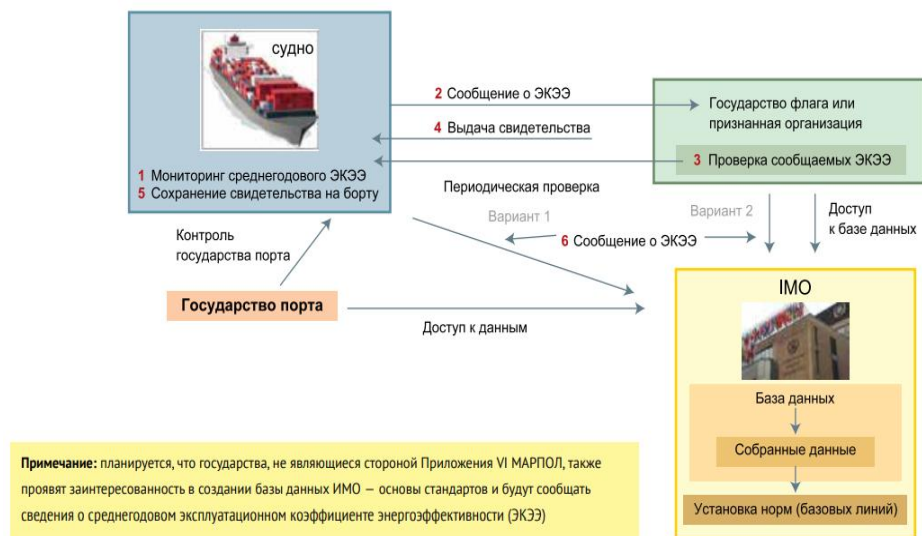 судно
1 Мониторинг среднегодового ЭКЭЭ
5 Сохранение свидетельства на борту
2 Сообщение о ЭКЭЭ
4 Выдача свидетельства
Государство флага или
признанная организация
3 Проверка сообщаемых ЭКЭЭ
Периодическая проверка
Вариант 1
Вариант 2
6 Сообщение о ЭКЭЭ
Доступ
к базе данных
Контроль
государства порта
Государство порта
Доступ к данным
IMO
База данных
Собранные данные
Установка норм (базовых линий)
Примечание: планируется, что государства, не являющиеся стороной Приложения VI МАРПОЛ, также
проявят заинтересованность в создании базы данных ИМО — основы стандартов и будут сообщать
сведения о среднегодовом эксплуатационном коэффициенте энергоэффективности (ЭКЭЭ)